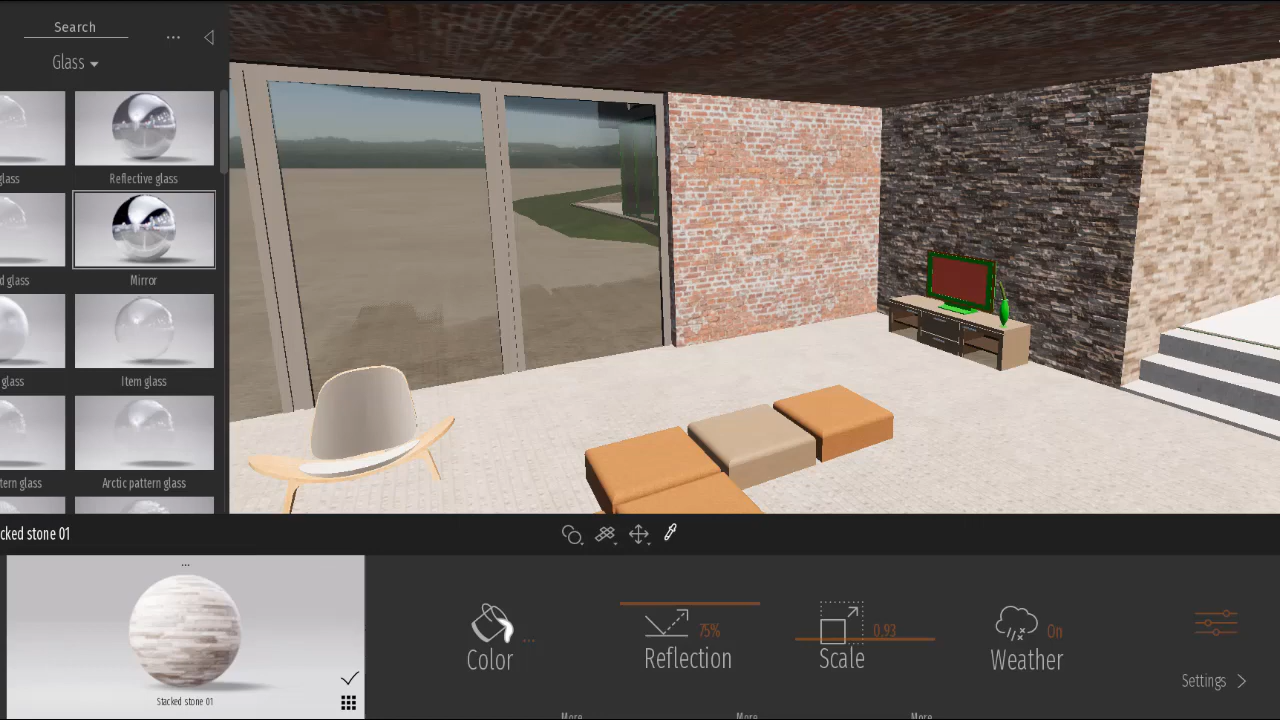 Search
...
Glass
glass
Reflective glass
d glass
Mirror
glass
Item glass
tern glass
Arctic pattern glass
cked stone 01
...
Stacked stone 01
Color
...
75%
Reflection
0.93
Scale
On
Weather
Settings
More
More
More